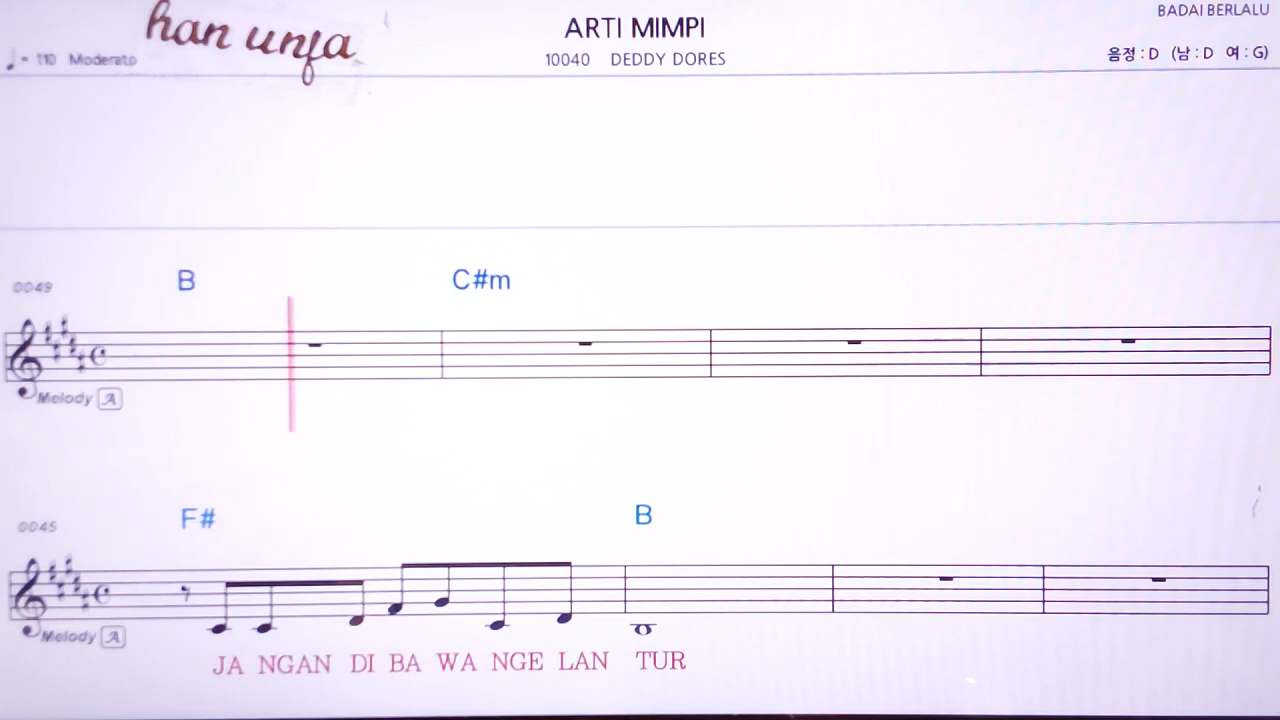 han unfa
ARTI MIMPI
BADAI BERLALU
♩= 110 Moderato
10040 DEDDY DORES
음정 : D (남 : D 여 : G)
0049
B C#m
Melody A
0045
F# B
Melody A
JA NGAN DI BA WA NGE LAN TUR